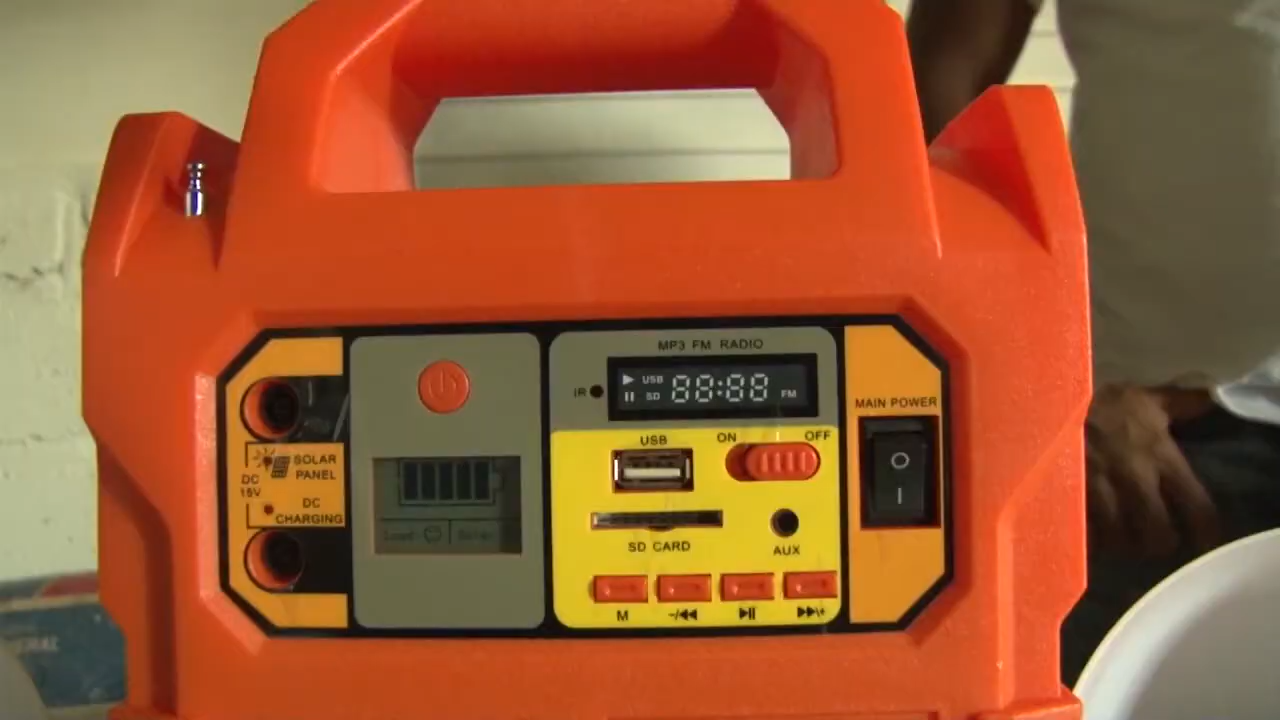 MP3 FM RADIO
IR
USB
SD
88:88
FM
MAIN POWER
SOLAR
PANEL
DC
15V
DC
CHARGING
USB
ON
OFF
SD CARD
AUX
M
-/◀◀
▶II
O
I